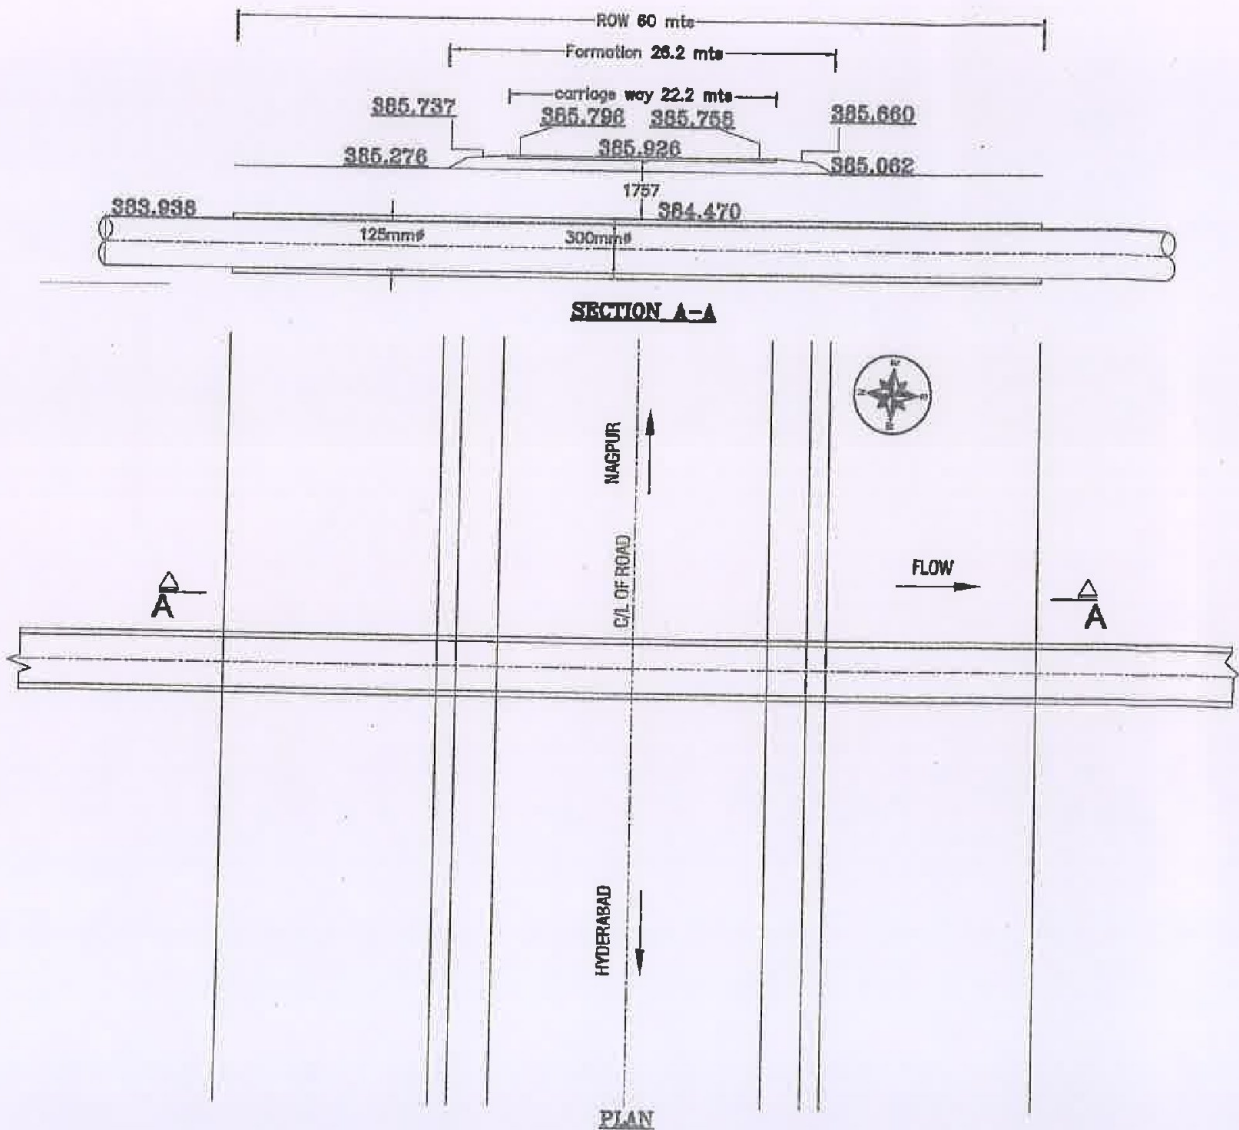 ROW 60 mts
Formation 26.2 mts
carriage way 22.2 mts
385.737 385.796 385.758 385.660
385.276 385.926 385.062
1757
383.938 384.470
125mmø 300mmø
SECTION A-A
NAGPUR
C/L OF ROAD
FLOW
A A
HYDERABAD
PLAN